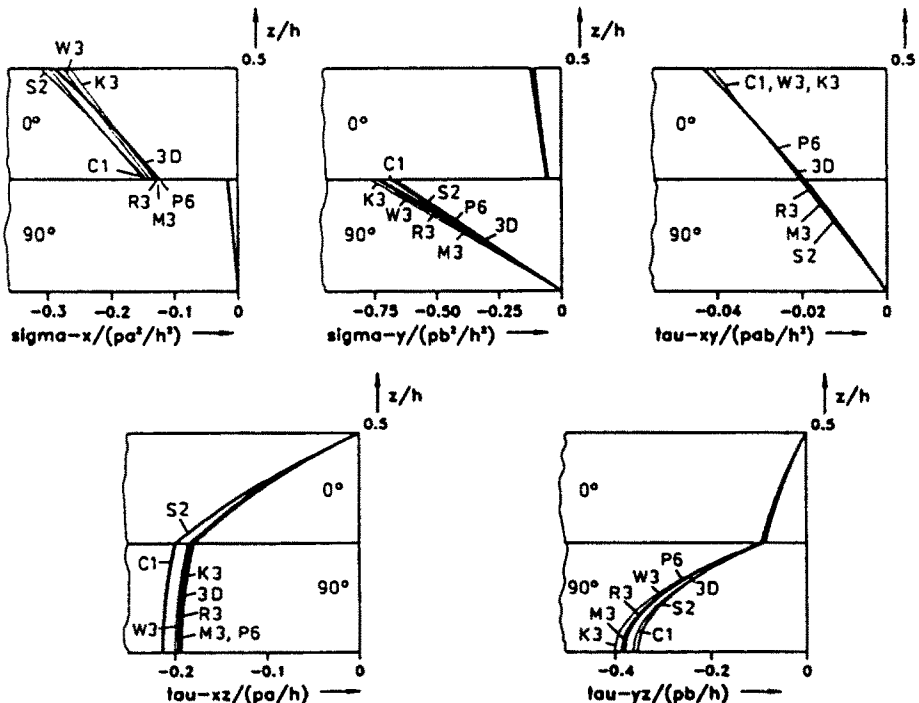 z/h
0.5
W3
S2
K3
0°
3D
C1
R3
P6
M3
90°
-0.3 -0.2 -0.1 0
sigma-x/(pa²/h²)
z/h
0.5
0°
C1
K3
W3
S2
R3
P6
M3
3D
90°
-0.75 -0.5 -0.25 0
sigma-y/(pb²/h²)
0.5
C1, W3, K3
0°
P6
3D
R3
M3
S2
90°
-0.04 -0.02 0
tau-xy/(pab/h²)
z/h
0.5
0°
S2
C1
K3
3D
90°
R3
W3
M3, P6
-0.2 -0.1 0
tau-xz/(pa/h)
z/h
0.5
0°
90°
P6
W3
3D
R3
S2
M3
K3
C1
-0.4 -0.2 0
tau-yz/(pb/h)